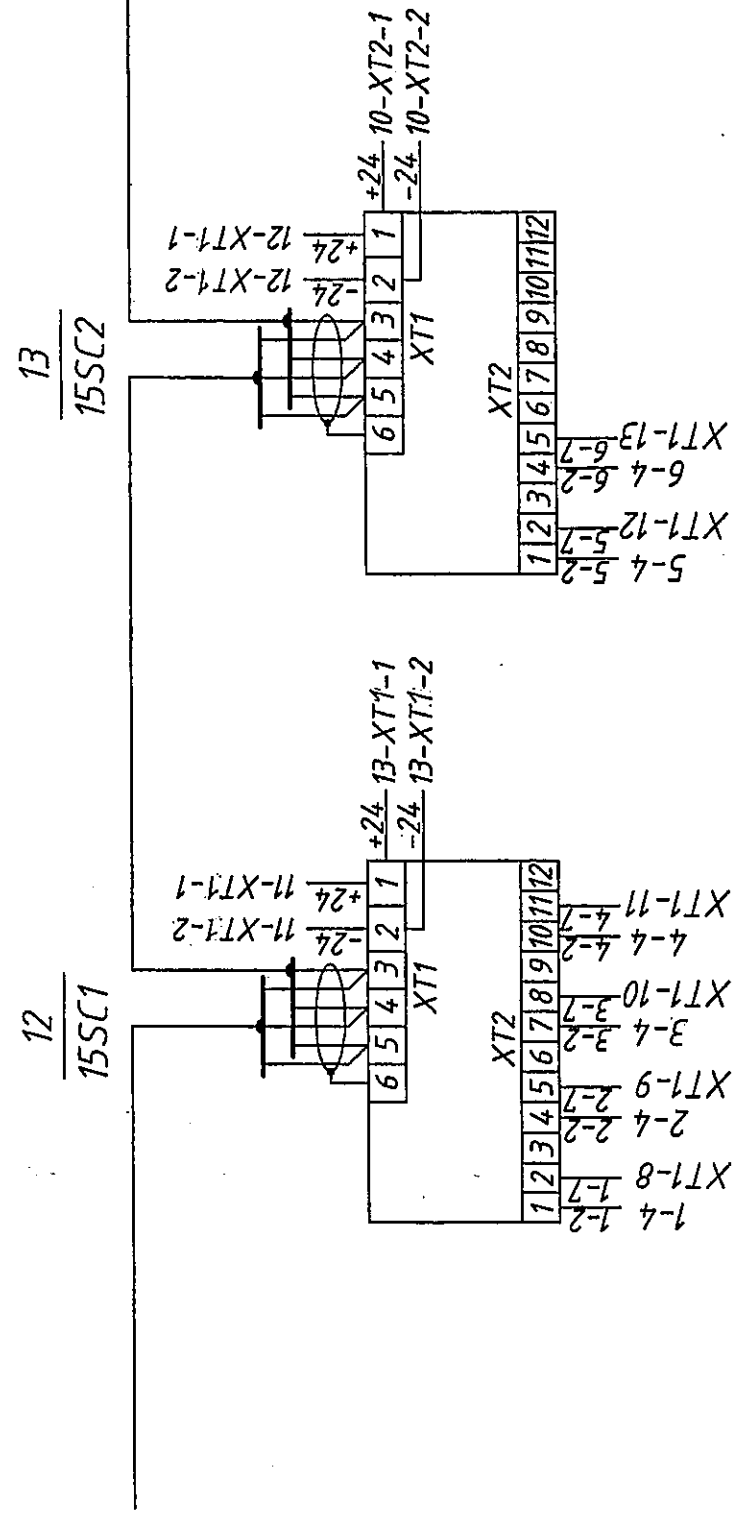 13
15SC2
12-XT1-1
+24
12-XT1-2
-24
+24 10-XT2-1
-24 10-XT2-2
6 5 4 3 2 1
XT1
XT2
1 2 3 4 5 6 7 8 9 10 11 12
5-2 5-4
5-7 XT1-12
6-2 6-4
6-7 XT1-13
12
15SC1
11-XT1-1
+24
11-XT1-2
-24
+24 13-XT1-1
-24 13-XT1-2
6 5 4 3 2 1
XT1
XT2
1 2 3 4 5 6 7 8 9 10 11 12
1-2 1-4
1-7 XT1-8
2-2 2-4
2-7 XT1-9
3-2 3-4
3-7 XT1-10
4-2 4-4
4-7 XT1-11